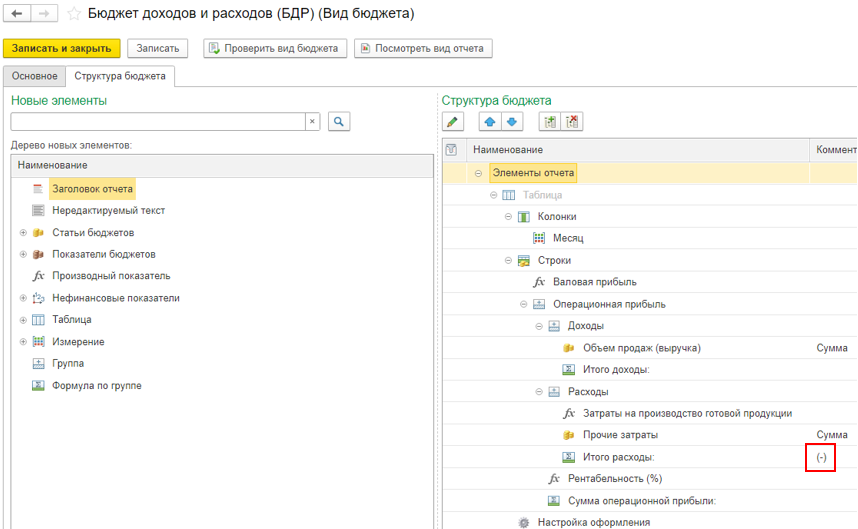 Бюджет доходов и расходов (БДР) (Вид бюджета)
Записать и закрыть Записать Проверить вид бюджета Посмотреть вид отчета
Основное Структура бюджета
Новые элементы
Дерево новых элементов:
Наименование
Заголовок отчета
Нередактируемый текст
Статьи бюджетов
Показатели бюджетов
fx Производный показатель
Нефинансовые показатели
Таблица
Измерение
Группа
Формула по группе
Структура бюджета
Наименование Коммент
Элементы отчета
Таблица
Колонки
Месяц
Строки
fx Валовая прибыль
Операционная прибыль
Доходы
Объем продаж (выручка) Сумма
Итого доходы:
Расходы
fx Затраты на производство готовой продукции
Прочие затраты Сумма
Итого расходы: (-)
fx Рентабельность (%)
Сумма операционной прибыли:
Настройка оформления